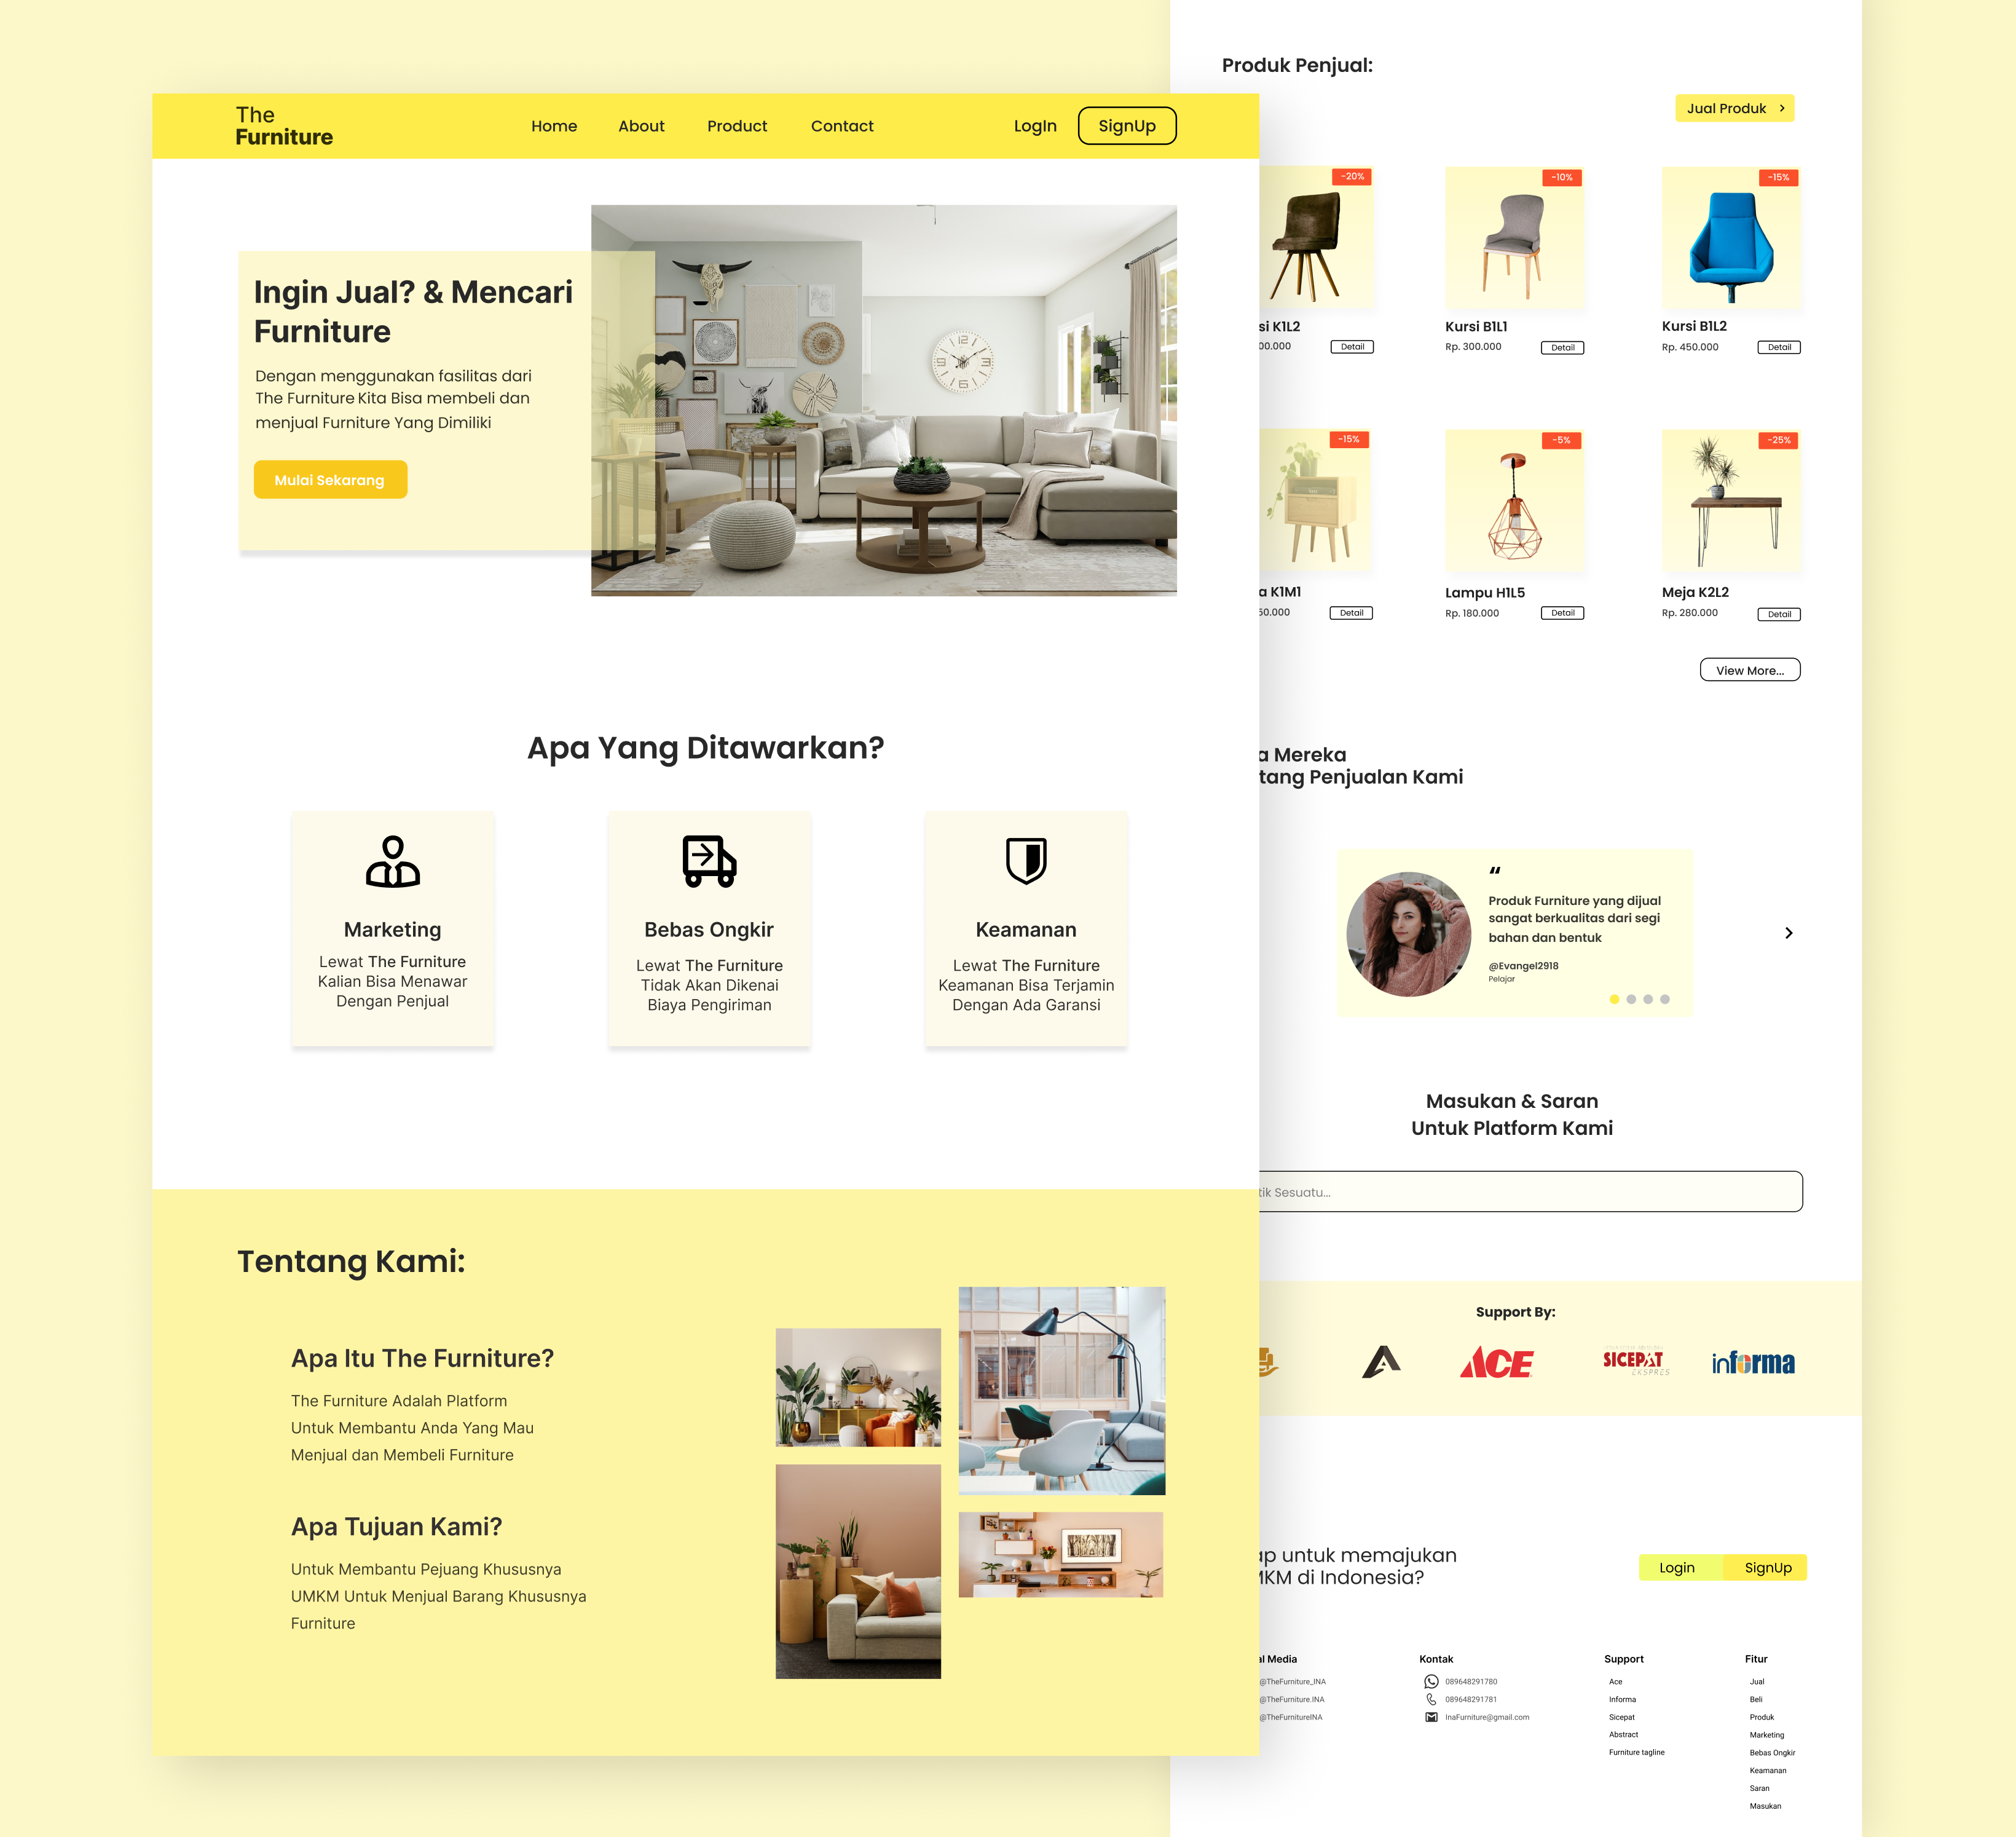 The
Furniture
Home
About
Product
Contact
LogIn
SignUp
Ingin Jual? & Mencari
Furniture
Dengan menggunakan fasilitas dari
The Furniture Kita Bisa membeli dan
menjual Furniture Yang Dimiliki
Mulai Sekarang
Apa Yang Ditawarkan?
Marketing
Lewat The Furniture
Kalian Bisa Menawar
Dengan Penjual
Bebas Ongkir
Lewat The Furniture
Tidak Akan Dikenai
Biaya Pengiriman
Keamanan
Lewat The Furniture
Keamanan Bisa Terjamin
Dengan Ada Garansi
Tentang Kami:
Apa Itu The Furniture?
The Furniture Adalah Platform
Untuk Membantu Anda Yang Mau
Menjual dan Membeli Furniture
Apa Tujuan Kami?
Untuk Membantu Pejuang Khususnya
UMKM Untuk Menjual Barang Khususnya
Furniture
Produk Penjual:
Jual Produk
-20%
-10%
-15%
K1L2
Kursi B1L1
Kursi B1L2
00.000
Rp. 300.000
Rp. 450.000
Detail
Detail
Detail
-15%
-5%
-25%
K1M1
Lampu H1L5
Meja K2L2
50.000
Rp. 180.000
Rp. 280.000
Detail
Detail
Detail
View More...
Mereka
tang Penjualan Kami
“
Produk Furniture yang dijual
sangat berkualitas dari segi
bahan dan bentuk
@Evangel2918
Pelajar
Masukan & Saran
Untuk Platform Kami
tik Sesuatu...
Support By:
ACE
SICEPAT
EKSPRES
informa
ap untuk memajukan
MKM di Indonesia?
Login
SignUp
al Media
@TheFurniture_INA
@TheFurniture.INA
@TheFurnitureINA
Kontak
089648291780
089648291781
InaFurniture@gmail.com
Support
Ace
Informa
Sicepat
Abstract
Furniture tagline
Fitur
Jual
Beli
Produk
Marketing
Bebas Ongkir
Keamanan
Saran
Masukan